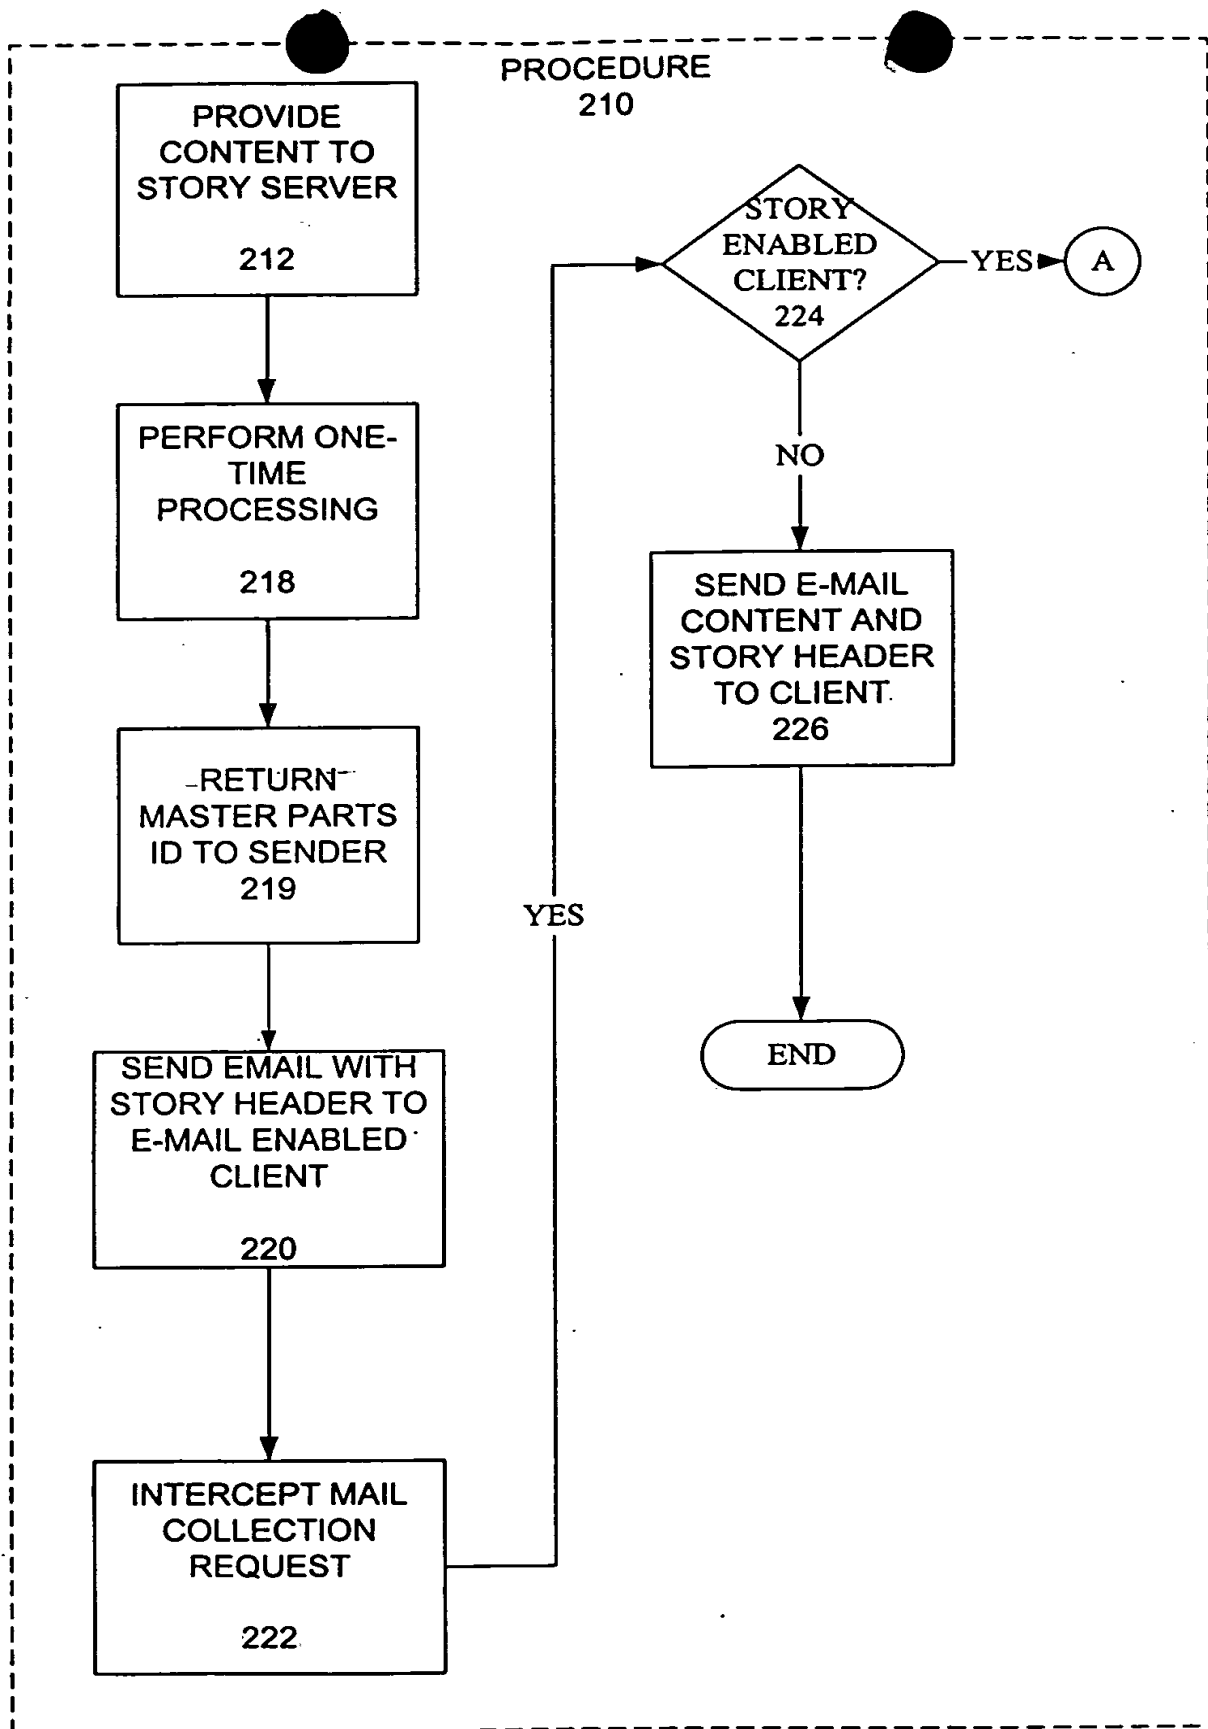 PROCEDURE
210
PROVIDE
CONTENT TO
STORY SERVER
212
PERFORM ONE-
TIME
PROCESSING
218
RETURN
MASTER PARTS
ID TO SENDER
219
SEND EMAIL WITH
STORY HEADER TO
E-MAIL ENABLED
CLIENT
220
INTERCEPT MAIL
COLLECTION
REQUEST
222
YES
STORY
ENABLED
CLIENT?
224
YES
A
NO
SEND E-MAIL
CONTENT AND
STORY HEADER
TO CLIENT
226
END